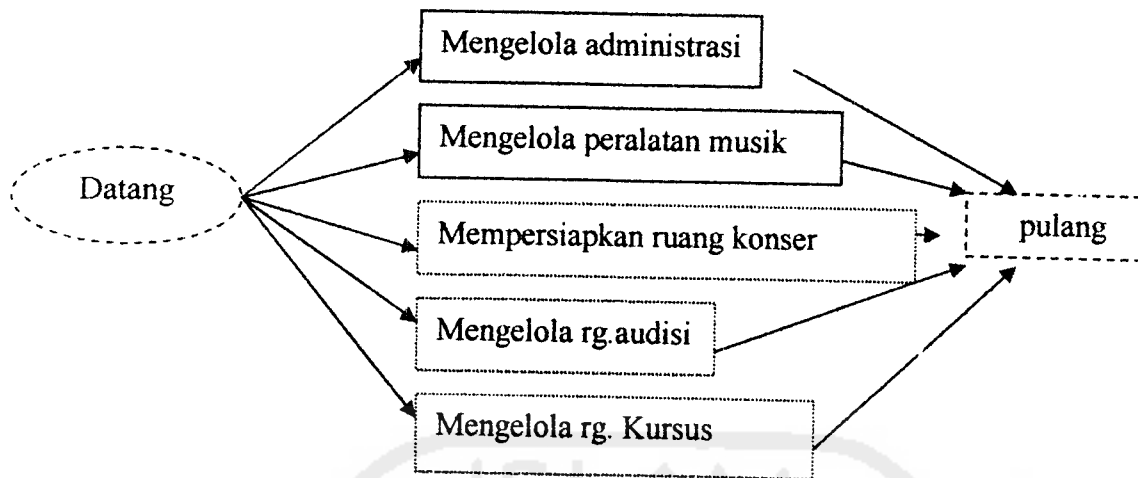 Mengelola administrasi
Mengelola peralatan musik
Datang
Mempersiapkan ruang konser
pulang
Mengelola rg.audisi
Mengelola rg. Kursus